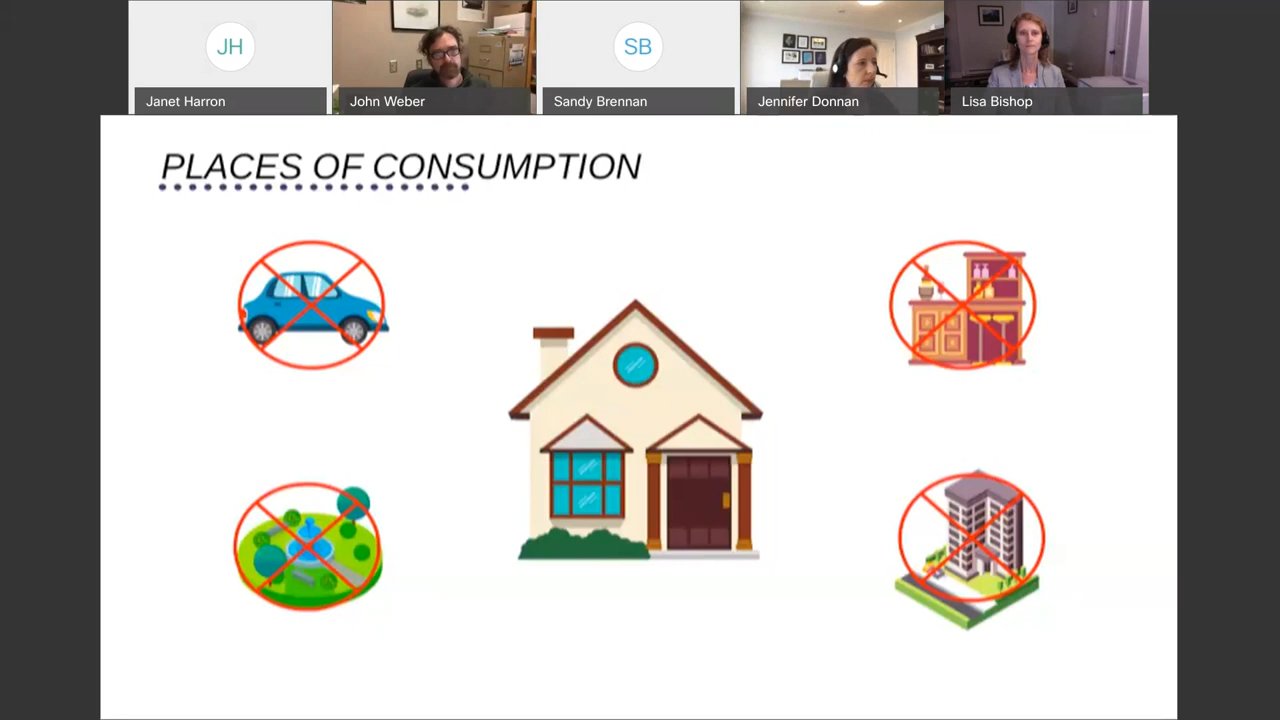 JH
SB
Janet Harron
John Weber
Sandy Brennan
Jennifer Donnan
Lisa Bishop
PLACES OF CONSUMPTION